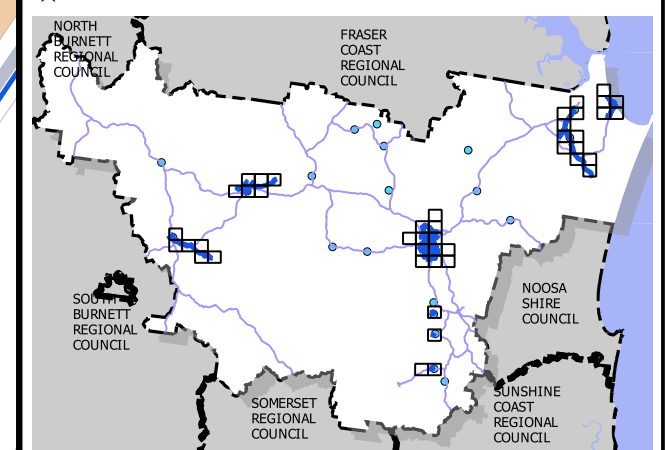 NORTH
BURNETT
REGIONAL
COUNCIL
FRASER
COAST
REGIONAL
COUNCIL
SOUTH
BURNETT
REGIONAL
COUNCIL
NOOSA
SHIRE
COUNCIL
SOMERSET
REGIONAL
COUNCIL
SUNSHINE
COAST
REGIONAL
COUNCIL